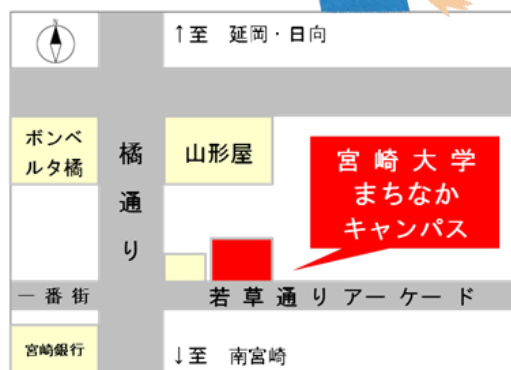 N
↑至 延岡・日向
ボンベ
ルタ橘
橘通り
山形屋
宮崎大学
まちなか
キャンパス
一番街
若草通りアーケード
宮崎銀行
↓至 南宮崎